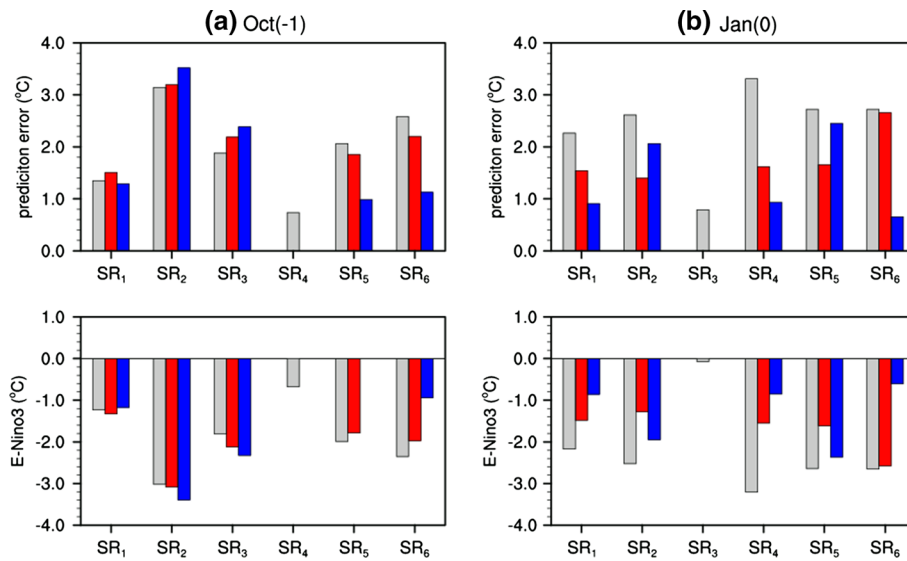 (a) Oct(-1)
(b) Jan(0)
prediciton error (°C)
4.0
3.0
2.0
1.0
0.0
SR1 SR2 SR3 SR4 SR5 SR6
prediciton error (°C)
4.0
3.0
2.0
1.0
0.0
SR1 SR2 SR3 SR4 SR5 SR6
E-Nino3 (°C)
1.0
0.0
-1.0
-2.0
-3.0
-4.0
SR1 SR2 SR3 SR4 SR5 SR6
E-Nino3 (°C)
1.0
0.0
-1.0
-2.0
-3.0
-4.0
SR1 SR2 SR3 SR4 SR5 SR6